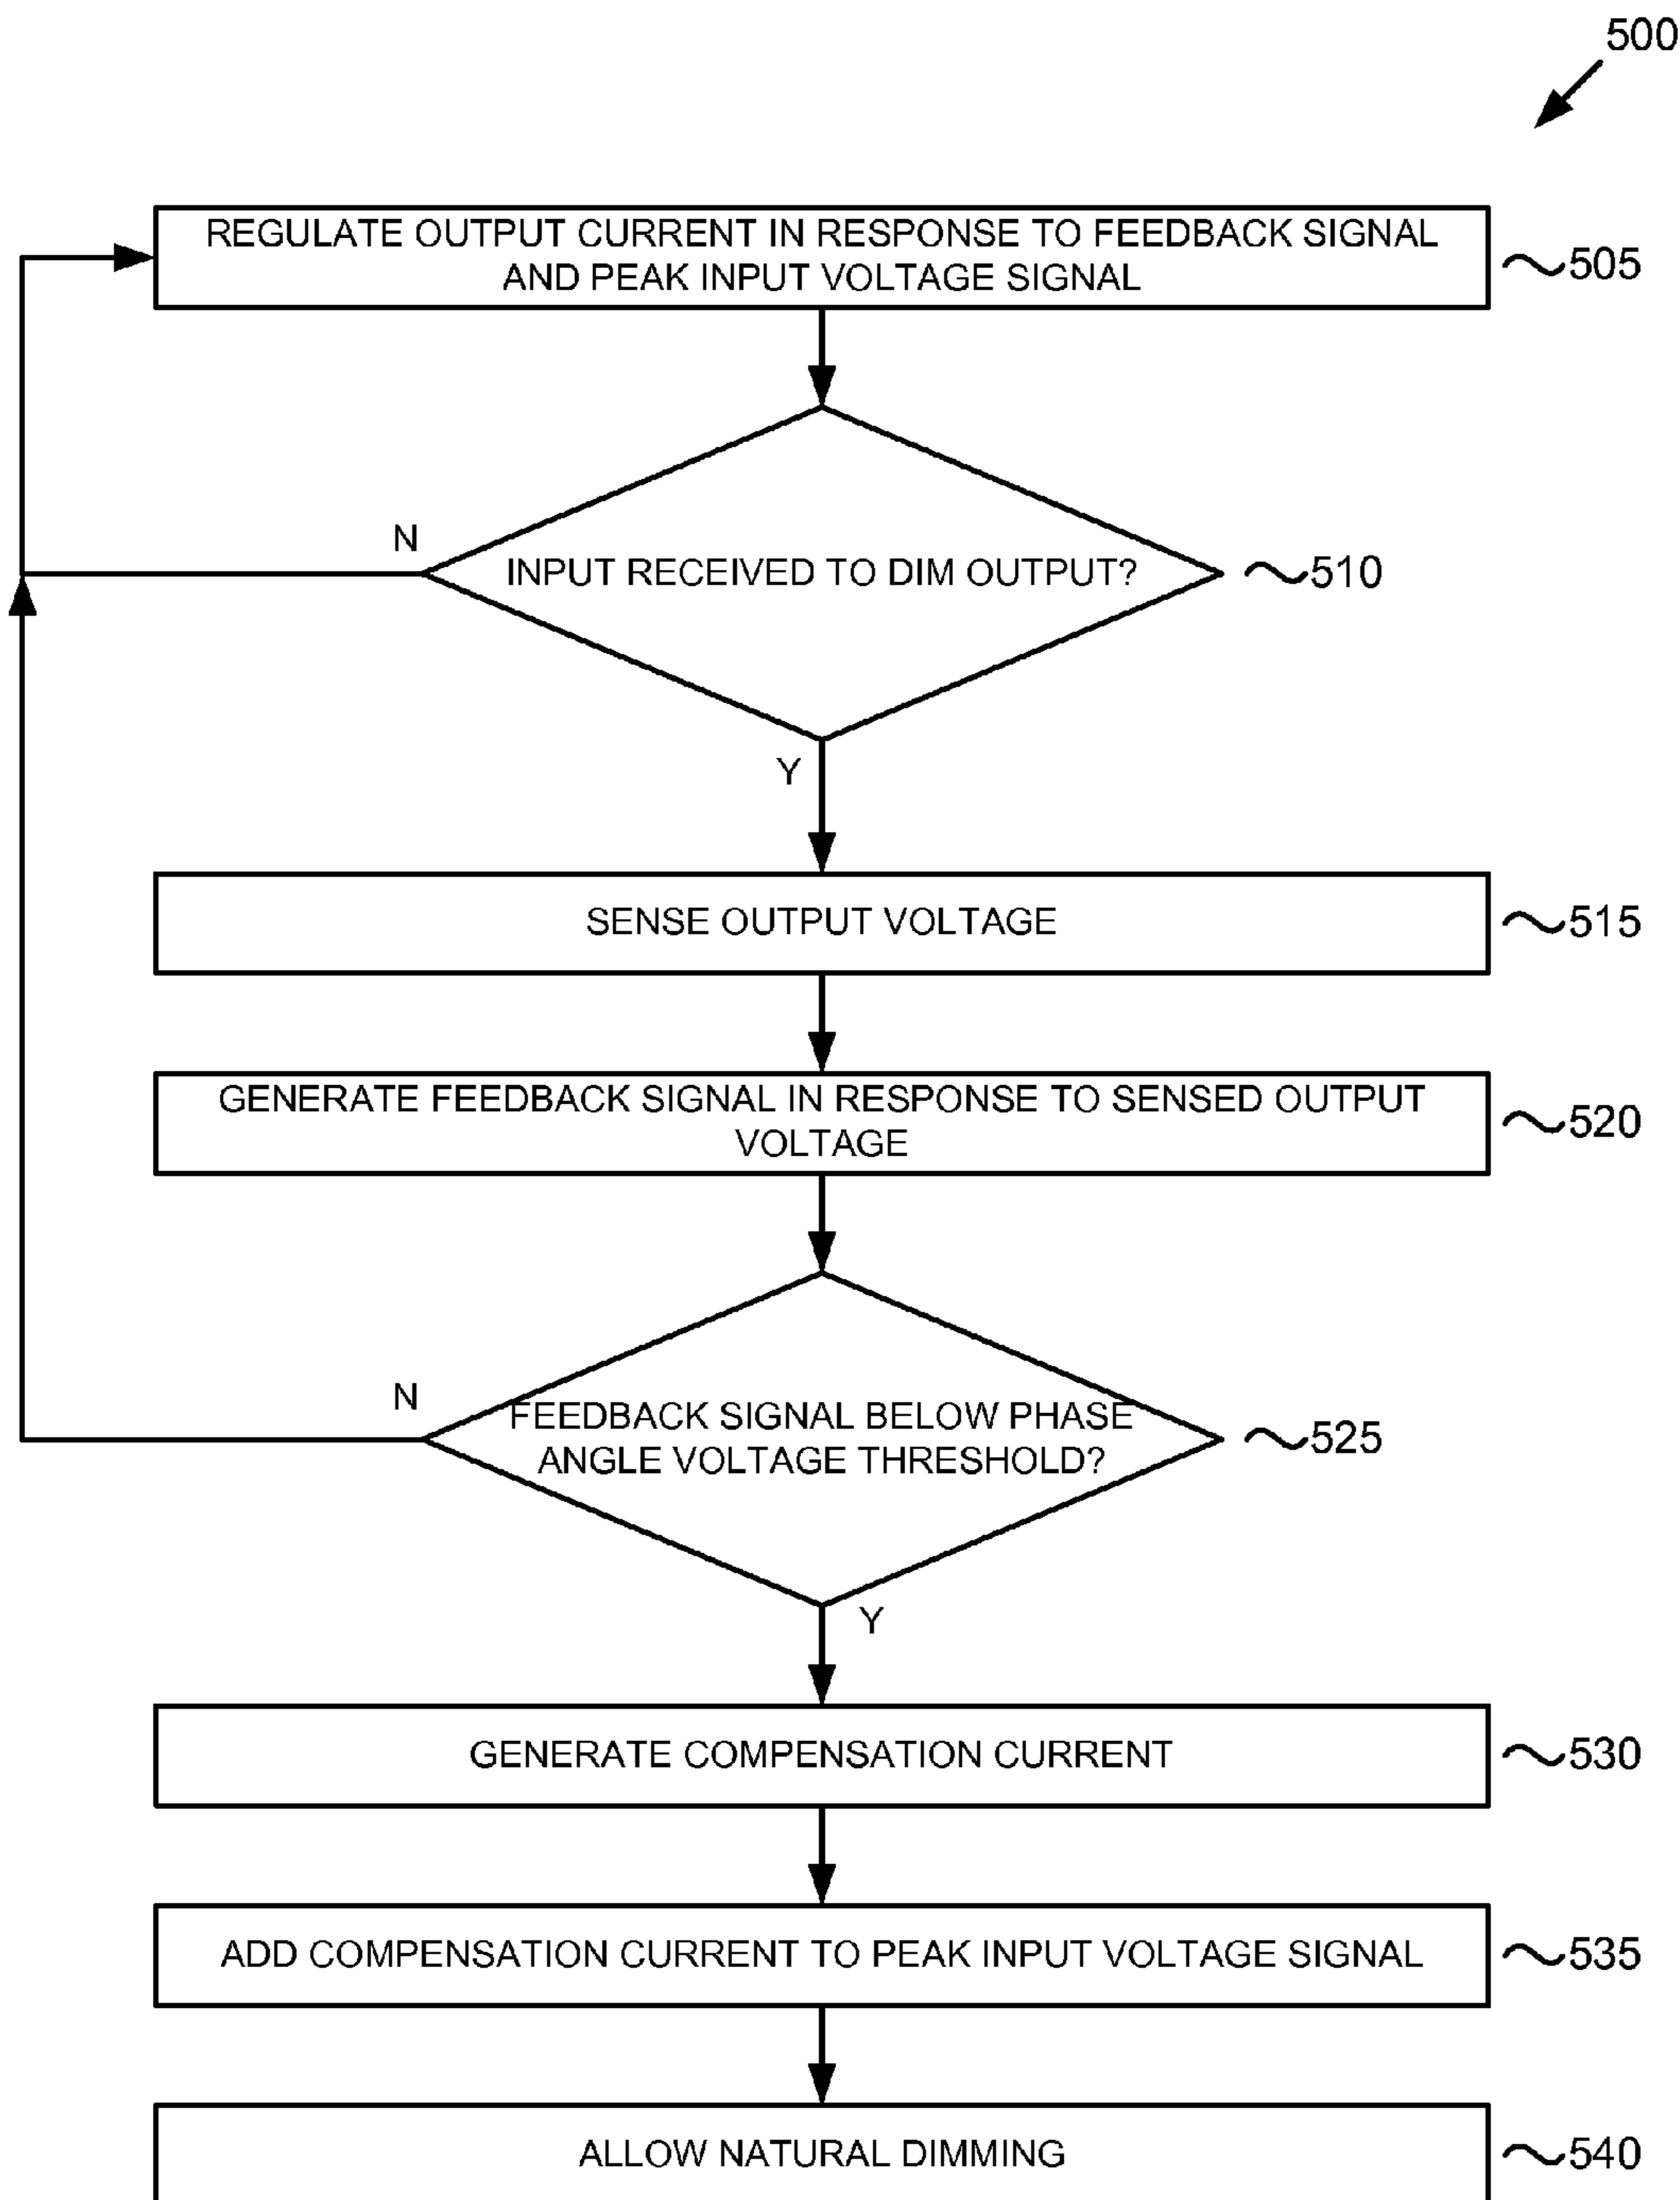 500
REGULATE OUTPUT CURRENT IN RESPONSE TO FEEDBACK SIGNAL
AND PEAK INPUT VOLTAGE SIGNAL
505
N
INPUT RECEIVED TO DIM OUTPUT?
510
Y
SENSE OUTPUT VOLTAGE
515
GENERATE FEEDBACK SIGNAL IN RESPONSE TO SENSED OUTPUT
VOLTAGE
520
N
FEEDBACK SIGNAL BELOW PHASE
ANGLE VOLTAGE THRESHOLD?
525
Y
GENERATE COMPENSATION CURRENT
530
ADD COMPENSATION CURRENT TO PEAK INPUT VOLTAGE SIGNAL
535
ALLOW NATURAL DIMMING
540